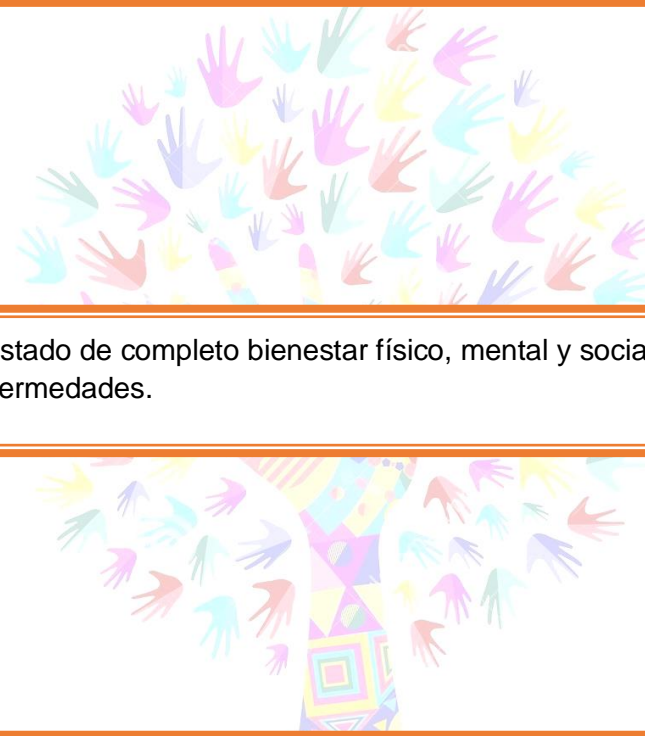 stado de completo bienestar físico, mental y socia
ermedades.